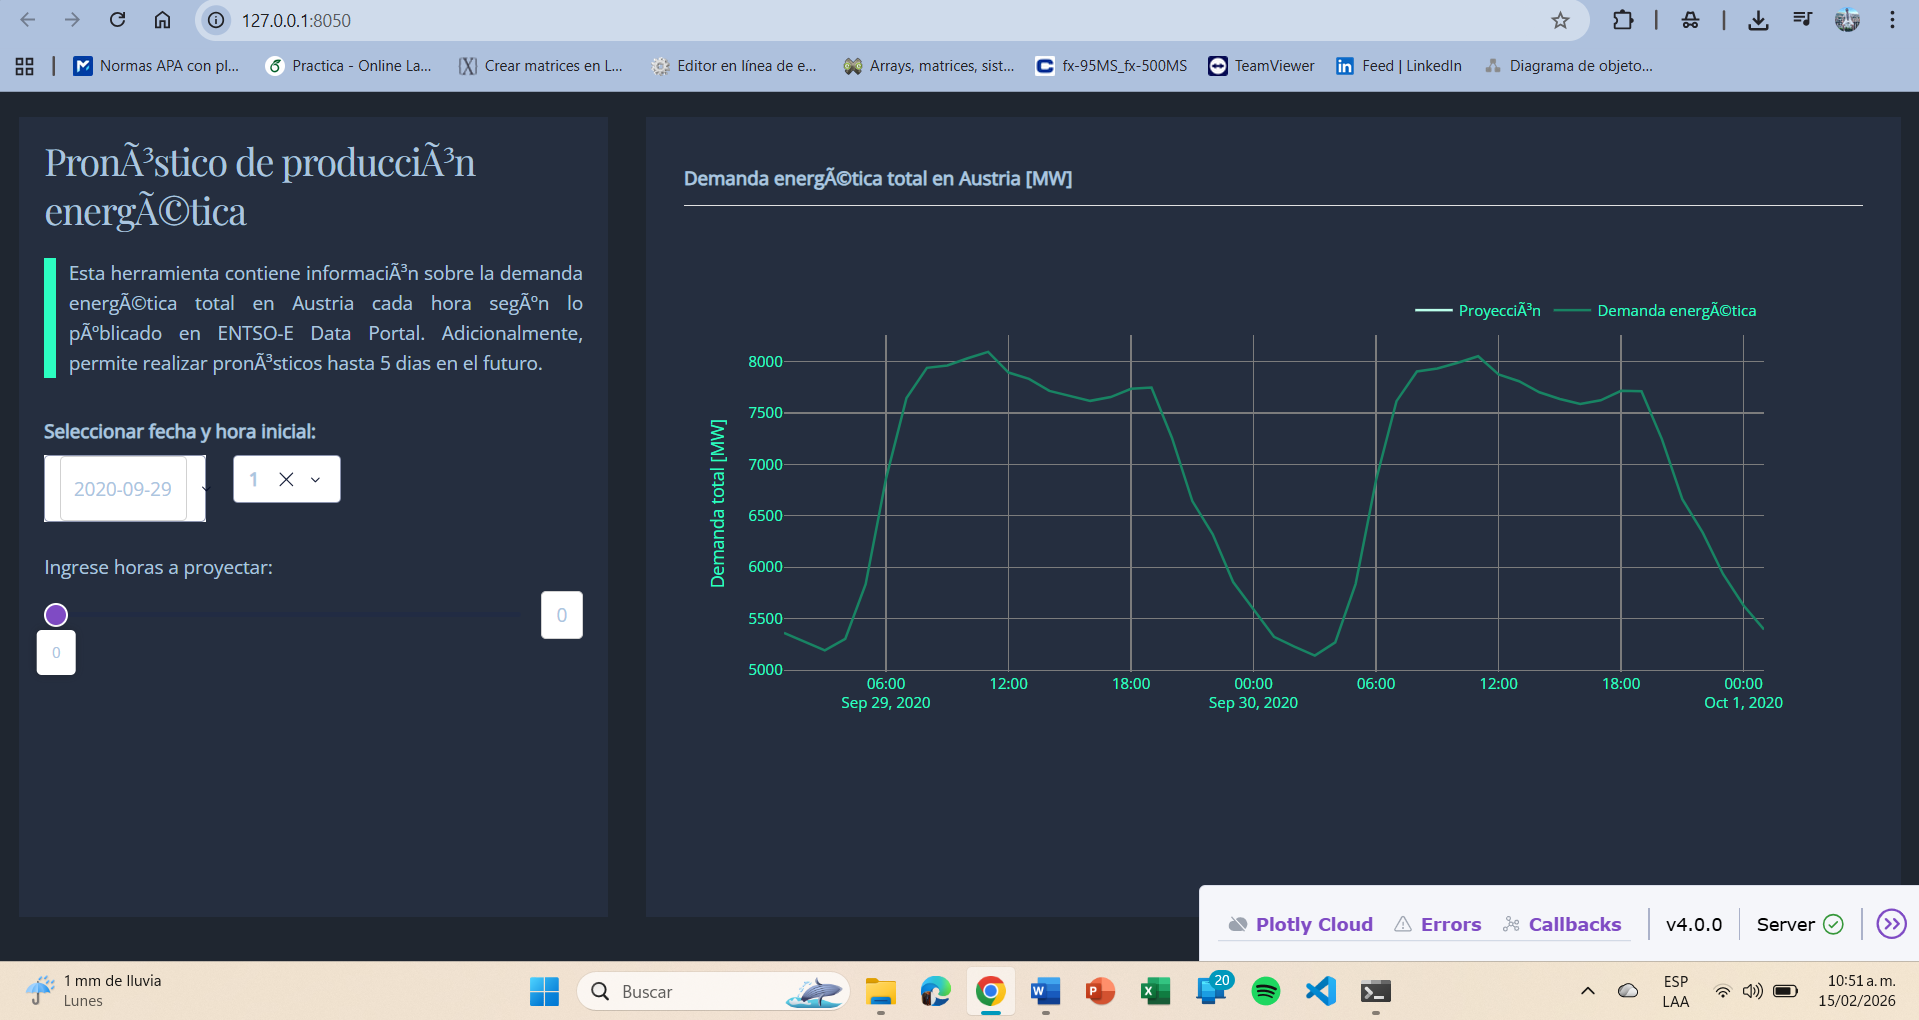 127.0.0.1:8050
Normas APA con pl...
Practica - Online La...
Crear matrices en L...
Editor en línea de e...
Arrays, matrices, sist...
fx-95MS_fx-500MS
TeamViewer
Feed | LinkedIn
Diagrama de objeto...
PronÃ³stico de producciÃ³n
energÃ©tica
Esta herramienta contiene informaciÃ³n sobre la demanda
energÃ©tica total en Austria cada hora segÃºn lo
pÃºblicado en ENTSO-E Data Portal. Adicionalmente,
permite realizar pronÃ³sticos hasta 5 dias en el futuro.
Seleccionar fecha y hora inicial:
2020-09-29
1
Ingrese horas a proyectar:
0
0
Demanda energÃ©tica total en Austria [MW]
ProyecciÃ³n
Demanda energÃ©tica
Demanda total [MW]
8000
7500
7000
6500
6000
5500
5000
06:00
Sep 29, 2020
12:00
18:00
00:00
Sep 30, 2020
06:00
12:00
18:00
00:00
Oct 1, 2020
Plotly Cloud
Errors
Callbacks
v4.0.0
Server
1 mm de lluvia
Lunes
Buscar
20
ESP
LAA
10:51 a. m.
15/02/2026